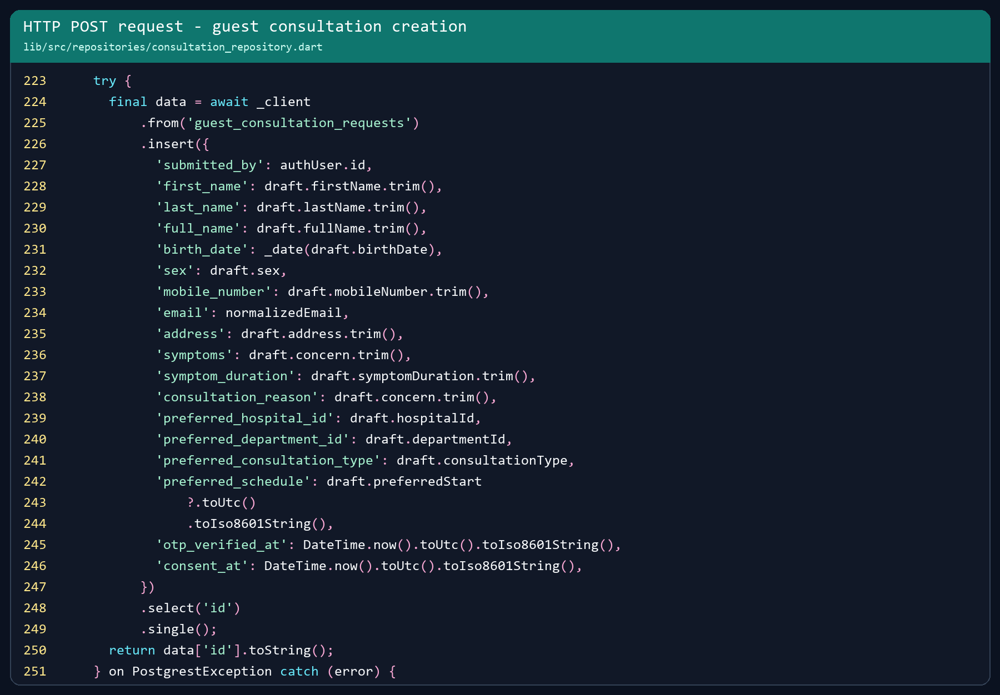 HTTP POST request - guest consultation creation
lib/src/repositories/consultation_repository.dart
223      try {
224        final data = await _client
225            .from('guest_consultation_requests')
226            .insert({
227              'submitted_by': authUser.id,
228              'first_name': draft.firstName.trim(),
229              'last_name': draft.lastName.trim(),
230              'full_name': draft.fullName.trim(),
231              'birth_date': _date(draft.birthDate),
232              'sex': draft.sex,
233              'mobile_number': draft.mobileNumber.trim(),
234              'email': normalizedEmail,
235              'address': draft.address.trim(),
236              'symptoms': draft.concern.trim(),
237              'symptom_duration': draft.symptomDuration.trim(),
238              'consultation_reason': draft.concern.trim(),
239              'preferred_hospital_id': draft.hospitalId,
240              'preferred_department_id': draft.departmentId,
241              'preferred_consultation_type': draft.consultationType,
242              'preferred_schedule': draft.preferredStart
243                  ?.toUtc()
244                  .toIso8601String(),
245              'otp_verified_at': DateTime.now().toUtc().toIso8601String(),
246              'consent_at': DateTime.now().toUtc().toIso8601String(),
247            })
248            .select('id')
249            .single();
250        return data['id'].toString();
251      } on PostgrestException catch (error) {